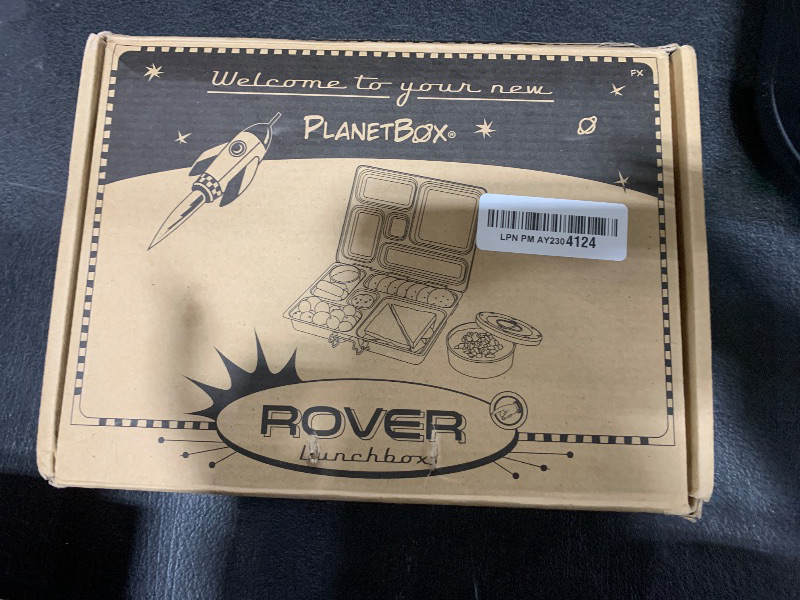 FX
Welcome to your new
PLANETBOX®
LPN PM AY2304124
ROVER
Lunchbox